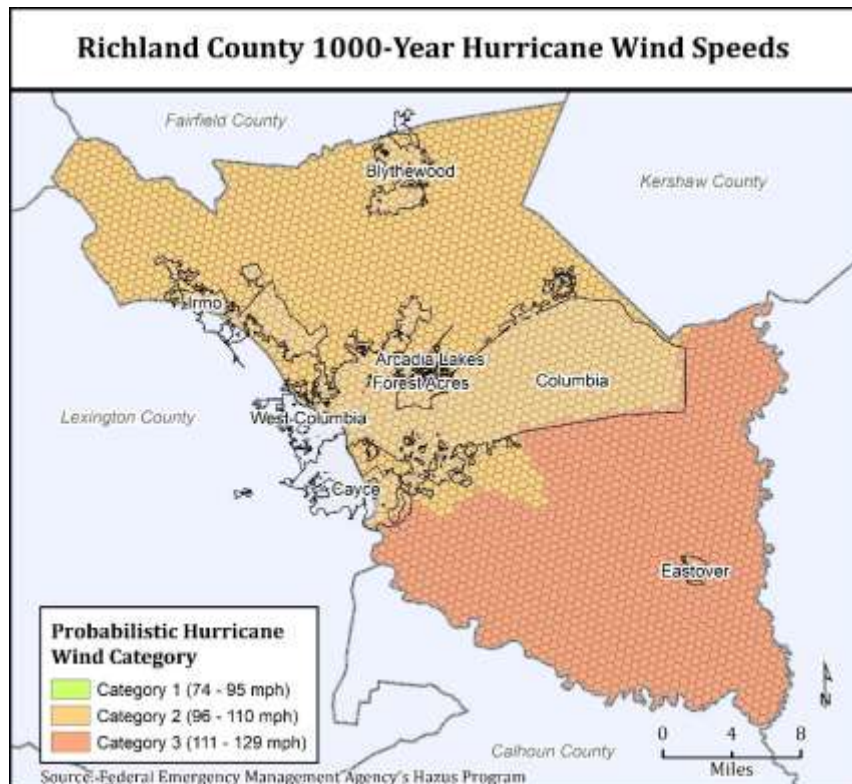 Richland County 1000-Year Hurricane Wind Speeds
Fairfield County
Blythewood
Kershaw County
Irmo
Arcadia Lakes
Forest Acres
Columbia
Lexington County
West Columbia
Cayce
Eastover
Probabilistic Hurricane
Wind Category
Category 1 (74 - 95 mph)
Category 2 (96 - 110 mph)
Category 3 (111 - 129 mph)
N
0 4 8
Miles
Calhoun County
Source: Federal Emergency Management Agency's Hazus Program